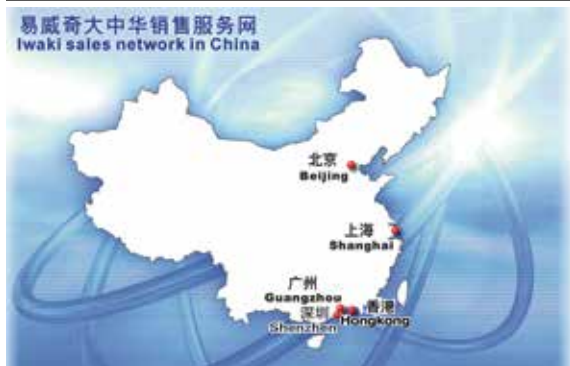 易威奇大中华销售服务网
Iwaki sales network in China
北京
Beijing
上海
Shanghai
广州
Guangzhou
深圳
Shenzhen
香港
Hongkong